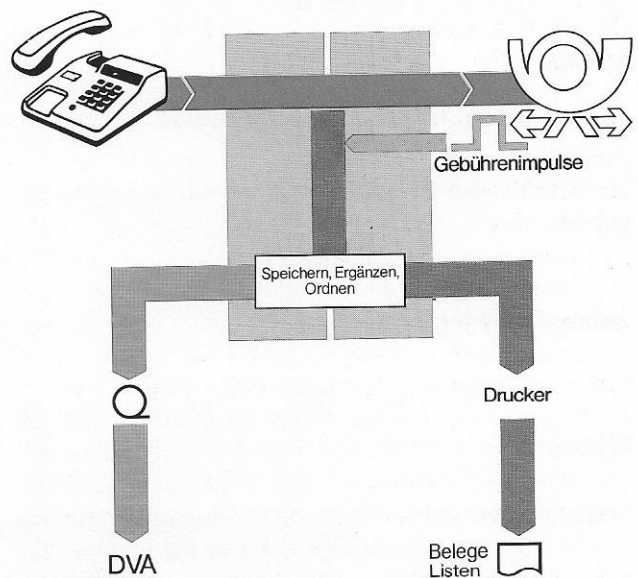 Gebührenimpulse
Speichern, Ergänzen,
Ordnen
Drucker
DVA
Belege
Listen